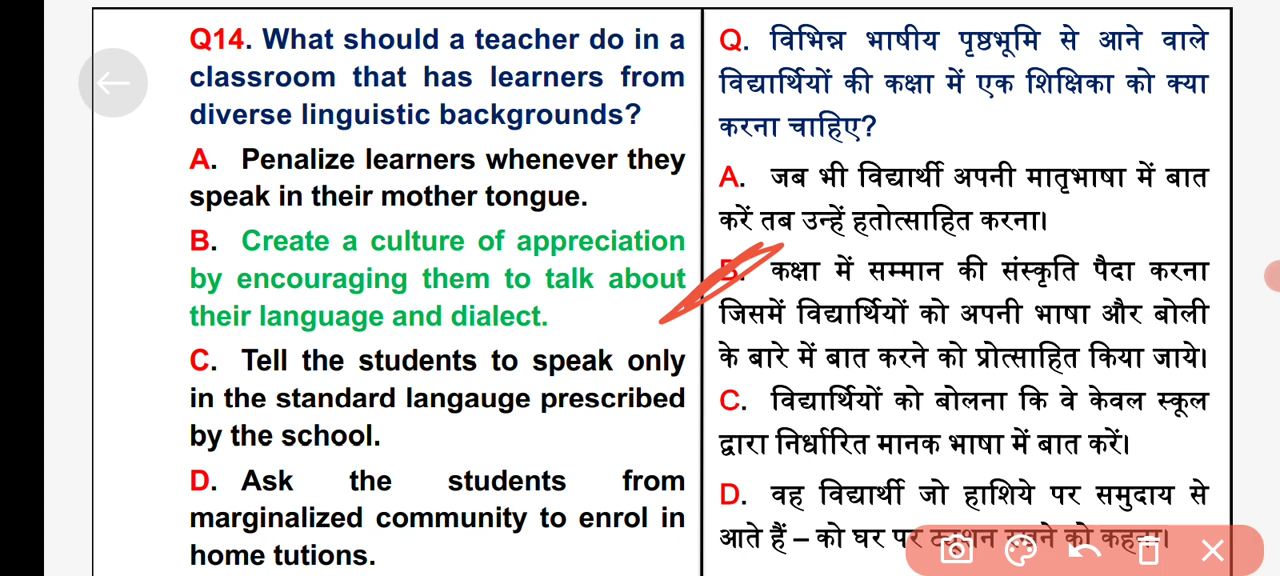 Q14. What should a teacher do in a
classroom that has learners from
diverse linguistic backgrounds?
A. Penalize learners whenever they
speak in their mother tongue.
B. Create a culture of appreciation
by encouraging them to talk about
their language and dialect.
C. Tell the students to speak only
in the standard langauge prescribed
by the school.
D. Ask the students from
marginalized community to enrol in
home tutions.
Q. विभिन्न भाषीय पृष्ठभूमि से आने वाले
विद्यार्थियों की कक्षा में एक शिक्षिका को क्या
करना चाहिए?
A. जब भी विद्यार्थी अपनी मातृभाषा में बात
करें तब उन्हें हतोत्साहित करना।
B. कक्षा में सम्मान की संस्कृति पैदा करना
जिसमें विद्यार्थियों को अपनी भाषा और बोली
के बारे में बात करने को प्रोत्साहित किया जाये।
C. विद्यार्थियों को बोलना कि वे केवल स्कूल
द्वारा निर्धारित मानक भाषा में बात करें।
D. वह विद्यार्थी जो हाशिये पर समुदाय से
आते हैं – को घर पर ट्यूशन रखने को कहना।